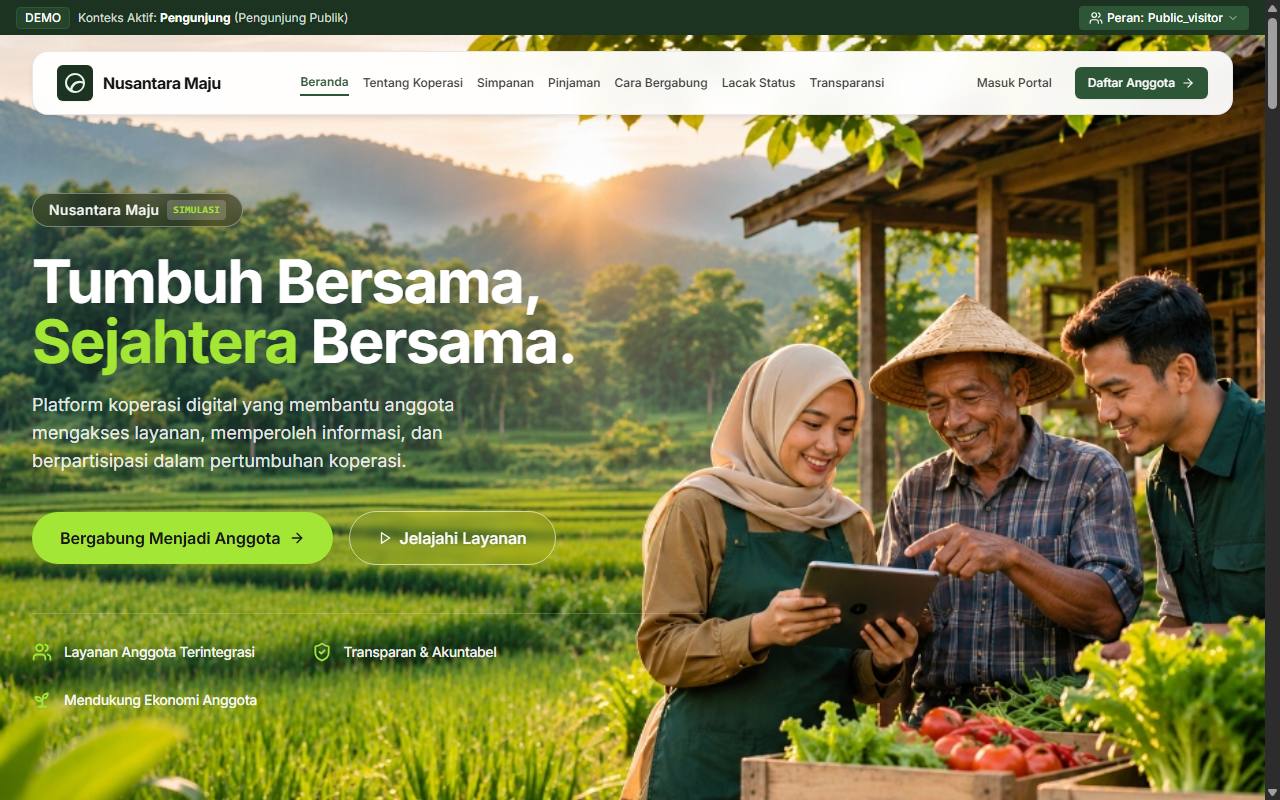 DEMO Konteks Aktif: Pengunjung (Pengunjung Publik) Peran: Public_visitor
Nusantara Maju Beranda Tentang Koperasi Simpanan Pinjaman Cara Bergabung Lacak Status Transparansi Masuk Portal Daftar Anggota
Nusantara Maju SIMULASI
Tumbuh Bersama,
Sejahtera Bersama.
Platform koperasi digital yang membantu anggota
mengakses layanan, memperoleh informasi, dan
berpartisipasi dalam pertumbuhan koperasi.
Bergabung Menjadi Anggota Jelajahi Layanan
Layanan Anggota Terintegrasi Transparan & Akuntabel
Mendukung Ekonomi Anggota